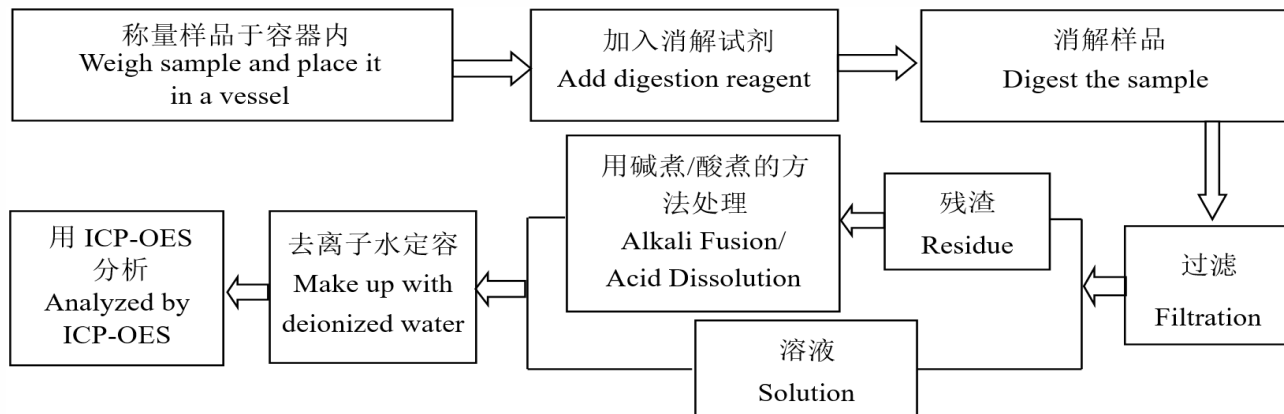 称量样品于容器内
Weigh sample and place it
in a vessel
加入消解试剂
Add digestion reagent
消解样品
Digest the sample
过滤
Filtration
残渣
Residue
用碱煮/酸煮的方
法处理
Alkali Fusion/
Acid Dissolution
溶液
Solution
去离子水定容
Make up with
deionized water
用 ICP-OES
分析
Analyzed by
ICP-OES